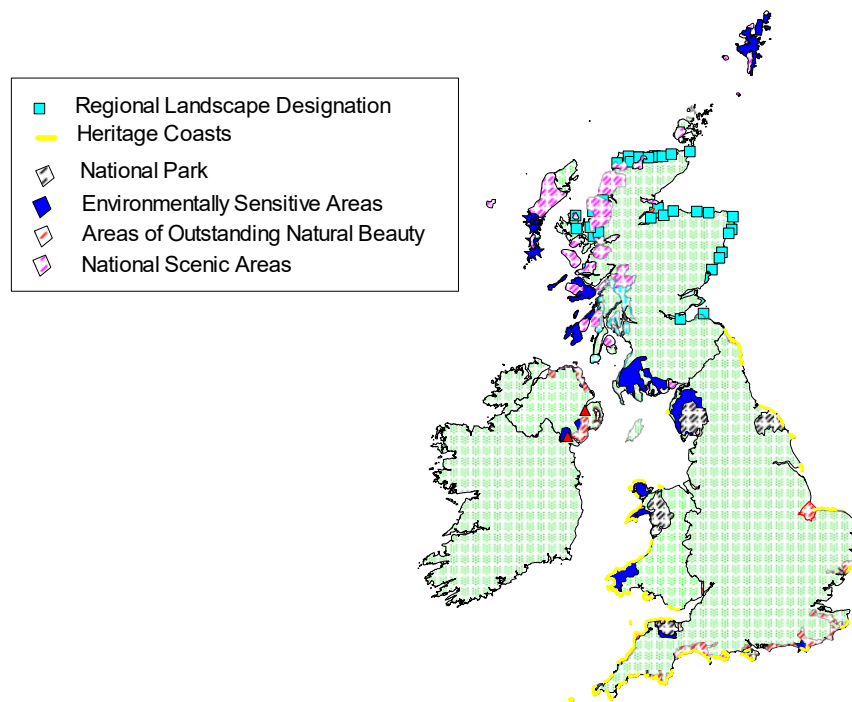 Regional Landscape Designation
Heritage Coasts
National Park
Environmentally Sensitive Areas
Areas of Outstanding Natural Beauty
National Scenic Areas